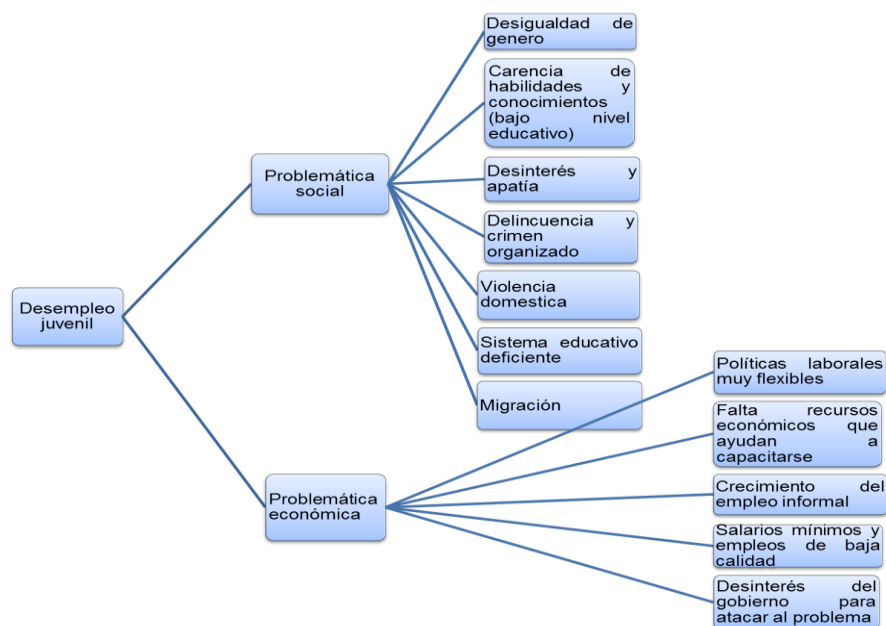 Desempleo
juvenil
Problemática
social
Desigualdad de
genero
Carencia de
habilidades y
conocimientos
(bajo nivel
educativo)
Desinterés y
apatía
Delincuencia y
crimen
organizado
Violencia
domestica
Sistema educativo
deficiente
Migración
Problemática
económica
Políticas laborales
muy flexibles
Falta recursos
económicos que
ayudan a
capacitarse
Crecimiento del
empleo informal
Salarios mínimos y
empleos de baja
calidad
Desinterés del
gobierno para
atacar al problema